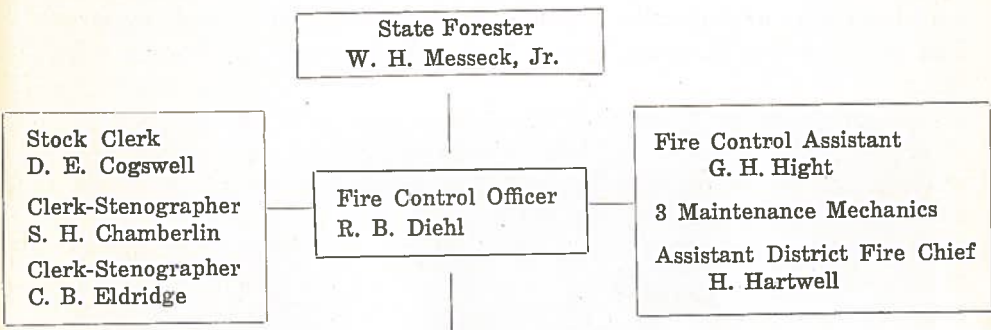 State Forester
W. H. Messeck, Jr.
Stock Clerk
D. E. Cogswell
Clerk-Stenographer
S. H. Chamberlin
Clerk-Stenographer
C. B. Eldridge
Fire Control Officer
R. B. Diehl
Fire Control Assistant
G. H. Hight
3 Maintenance Mechanics
Assistant District Fire Chief
H. Hartwell